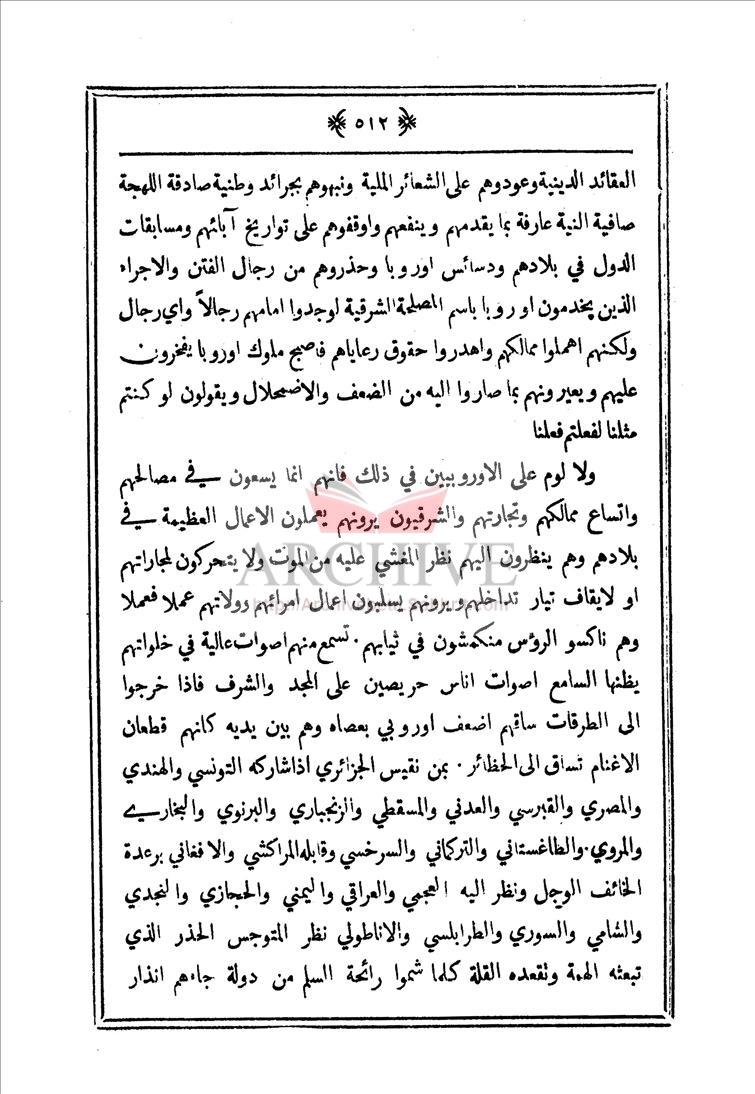 ﴿ ٥١٢ ﴾
العقائد الدينية وعودوهم على الشعائر الملية ونبهوهم بجرائد وطنية صادقة اللهجة
صافية النية عارفة بما يقدمهم وينفعهم واوقفوهم على تواريخ آبائهم ومسابقات
الدول في بلادهم ودسائس اوروبا وحذروهم من رجال الفتن والاجراء
الذين يخدمون اوروبا باسم المصلحة الشرقية لوجدوا امامهم رجالاً واي رجال
ولكنهم اهملوا ممالكهم واهدروا حقوق رعاياهم فاصبح ملوك اوروبا يفخرون
عليهم ويعيرونهم بما صاروا اليه من الضعف والاضمحلال ويقولون لو كنتم
مثلنا لفعلتم فعلنا
ولا لوم على الاوروبيين في ذلك فانهم انما يسعون في مصالحهم
واتساع ممالكهم وتجارتهم والشرقيون يرونهم يعملون الاعمال العظيمة في
بلادهم وهم ينظرون اليهم نظر المغشي عليه من الموت ولا يتحركون لمجاراتهم
او لايقاف تيار تداخلهم ويرونهم يسلبون اعمال امرائهم وولاتهم عملا فعملا
وهم ناكسو الرؤس منكمشون في ثيابهم . تسمع منهم اصوات عالية في خلواتهم
يظنها السامع اصوات اناس حريصين على المجد والشرف فاذا خرجوا
الى الطرقات ساقهم اضعف اوروبي بعصاه وهم بين يديه كانهم قطعان
الاغنام تساق الى الحظائر . بمن نقيس الجزائري اذا شاركه التونسي والهندي
والمصري والقبرسي والعدني والمسقطي والزنجباري والبرنوي والبخاري
والمروي . والطاغستاني والتركماني والسرخسي وقابله المراكشي والافغاني برعدة
الخائف الوجل ونظر اليه العجمي والعراقي واليمني والحجازي والنجدي
والشامي والسوري والطرابلسي والاناطولي نظر المتوجس الحذر الذي
تبعثه الهمة وتقعده القلة كلما شموا رائحة السلم من دولة جاءهم انذار
ARCHIVE